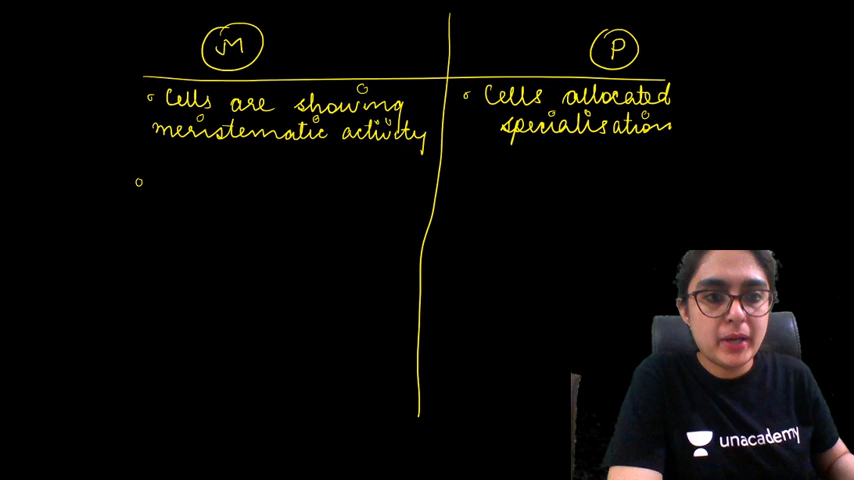 M
P
Cells are showing
meristematic activity
Cells allocated
specialisation
unacademy